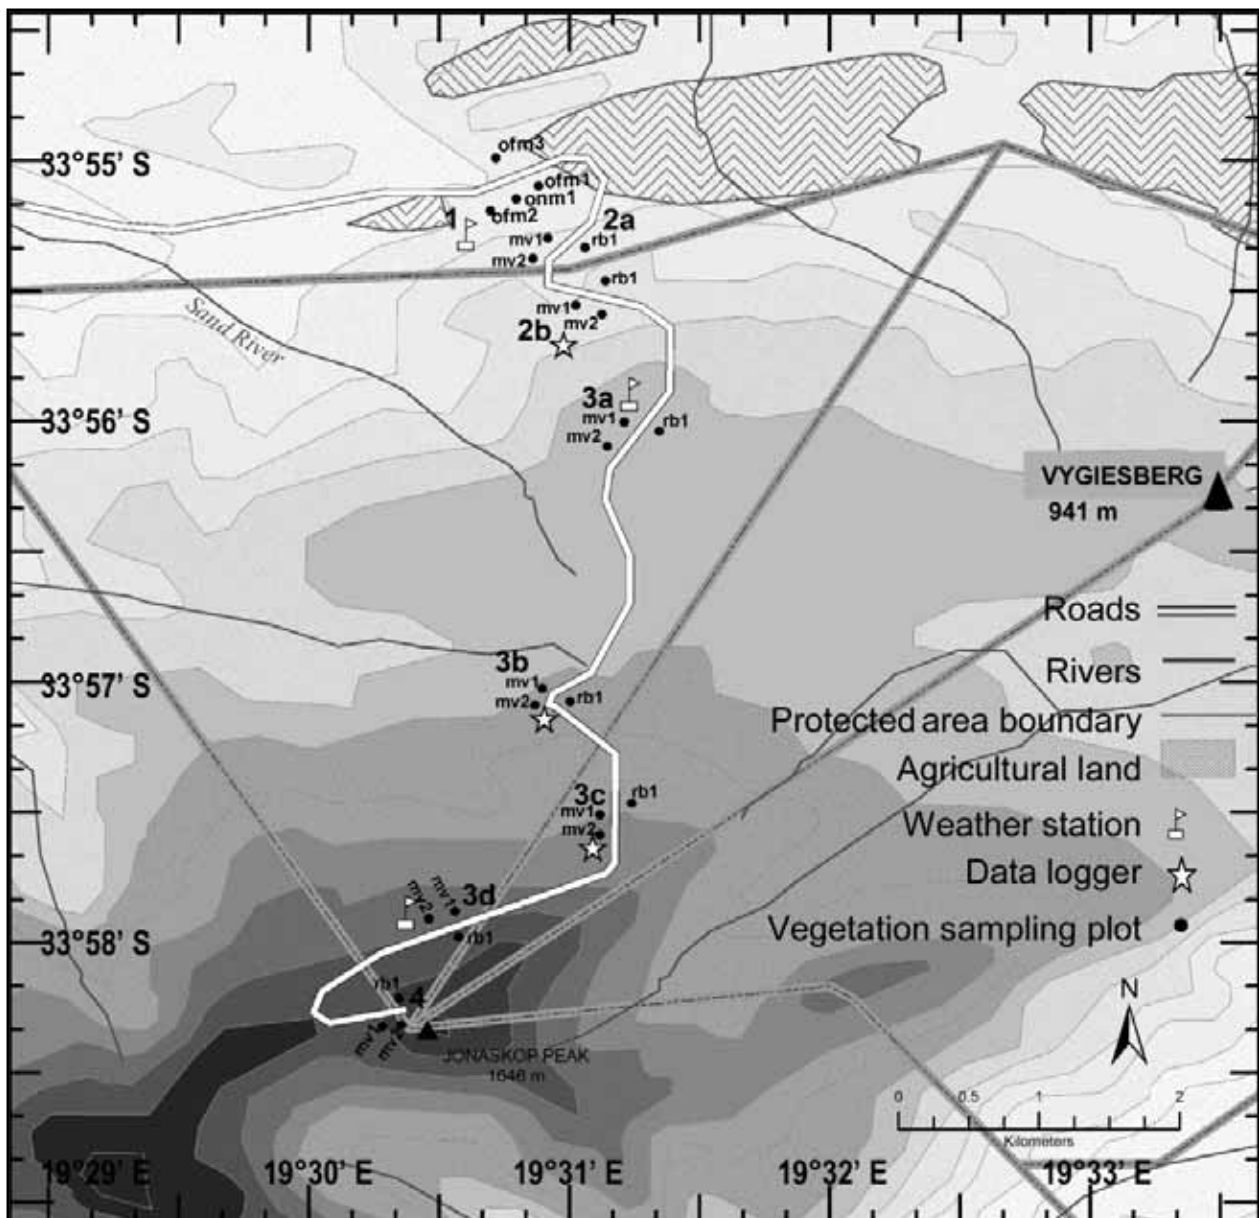 33°55’ S
ofm3
ofm1
onm1
ofm2
1
2a
mv1
rb1
mv2
rb1
mv1
mv2
2b
Sand River
3a
mv1
rb1
mv2
33°56’ S
VYGIESBERG
941 m
Roads
Rivers
Protected area boundary
Agricultural land
Weather station
Data logger
Vegetation sampling plot
3b
mv1
rb1
mv2
33°57’ S
3c
rb1
mv1
mv2
3d
mv1
mv2
rb1
33°58’ S
rb1
4
mv1
mv2
JONASKOP PEAK
1646 m
N
0 0.5 1 2
Kilometers
19°29’ E 19°30’ E 19°31’ E 19°32’ E 19°33’ E